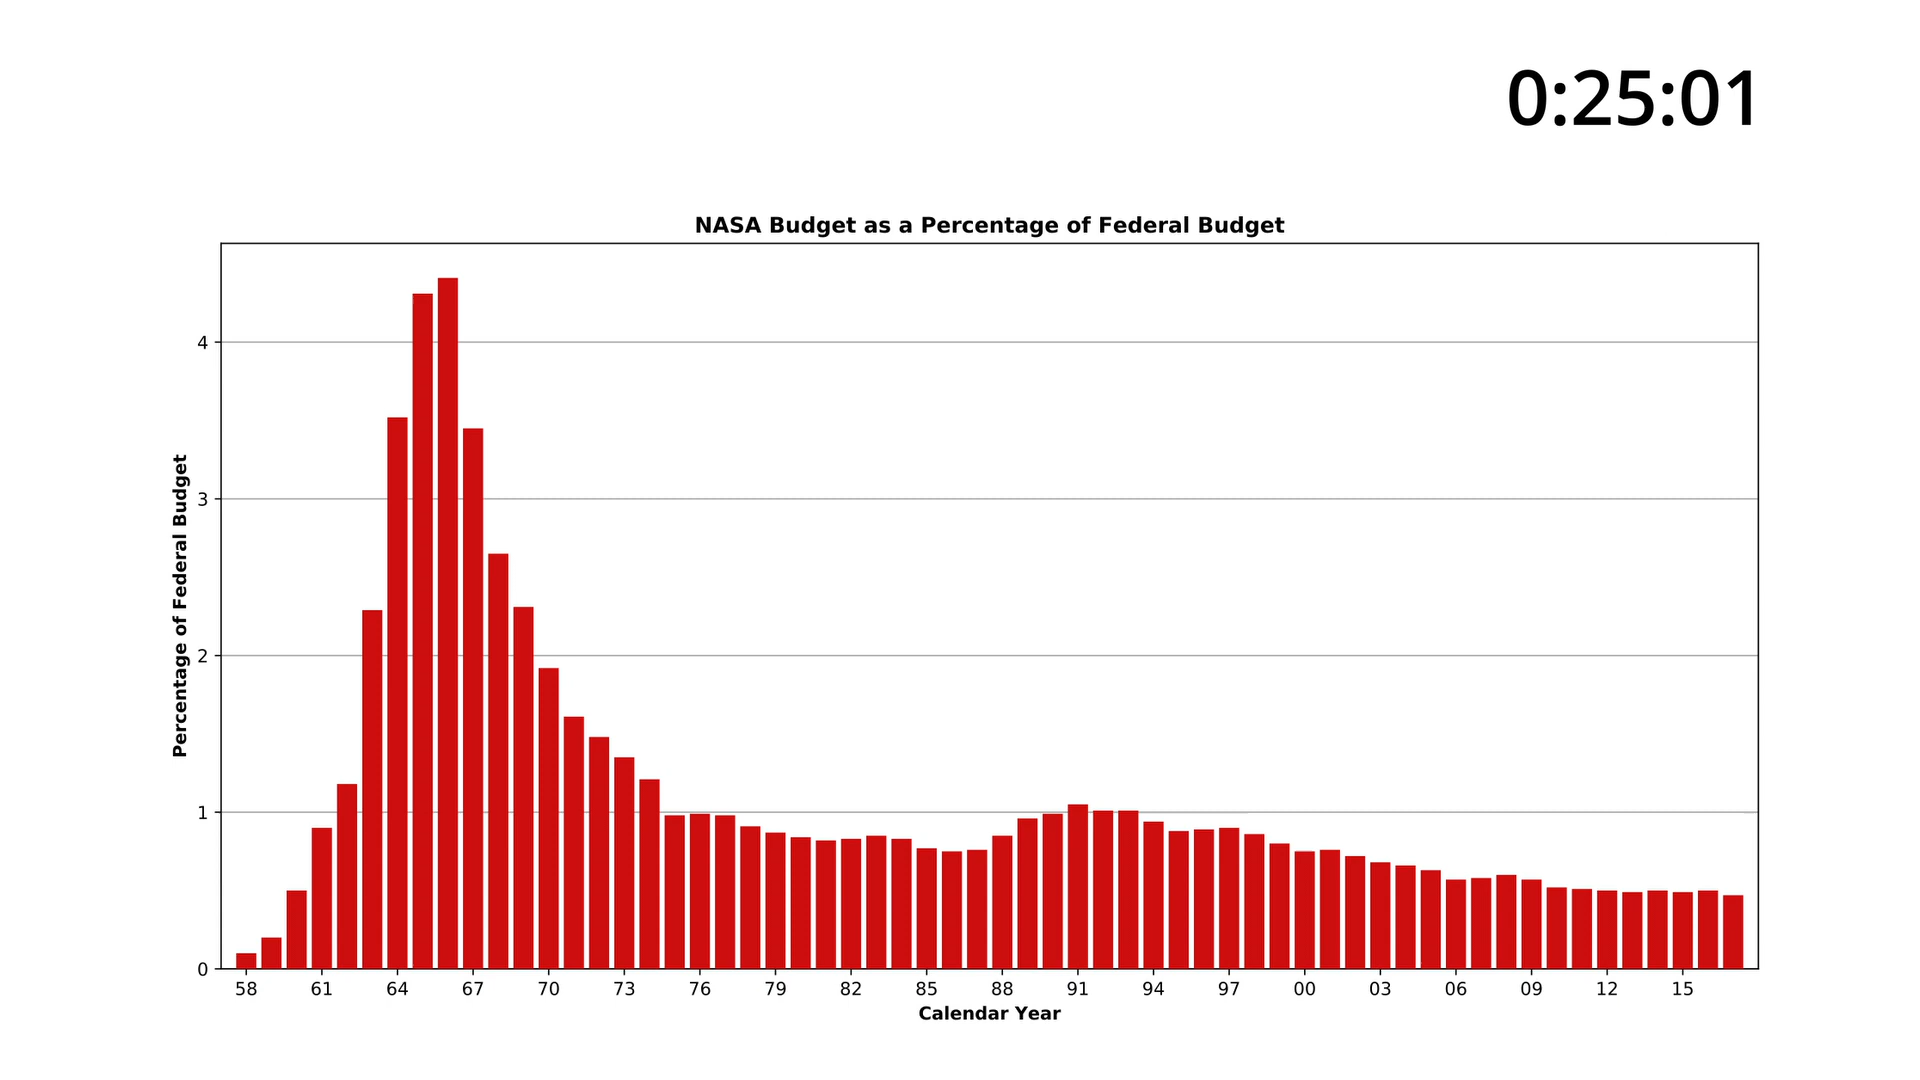 0:25:01
NASA Budget as a Percentage of Federal Budget
Percentage of Federal Budget
4
3
2
1
0
58 61 64 67 70 73 76 79 82 85 88 91 94 97 00 03 06 09 12 15
Calendar Year